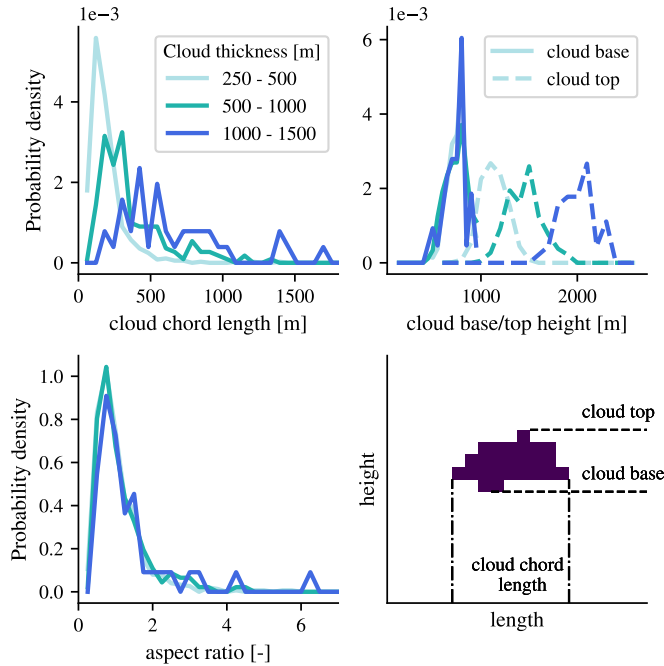 1e−3
Cloud thickness [m]
250 - 500
500 - 1000
1000 - 1500
Probability density
4
2
0
0 500 1000 1500
cloud chord length [m]
1e−3
cloud base
cloud top
6
4
2
0
1000 2000
cloud base/top height [m]
Probability density
1.0
0.8
0.6
0.4
0.2
0.0
0 2 4 6
aspect ratio [-]
height
cloud top
cloud base
cloud chord
length
length